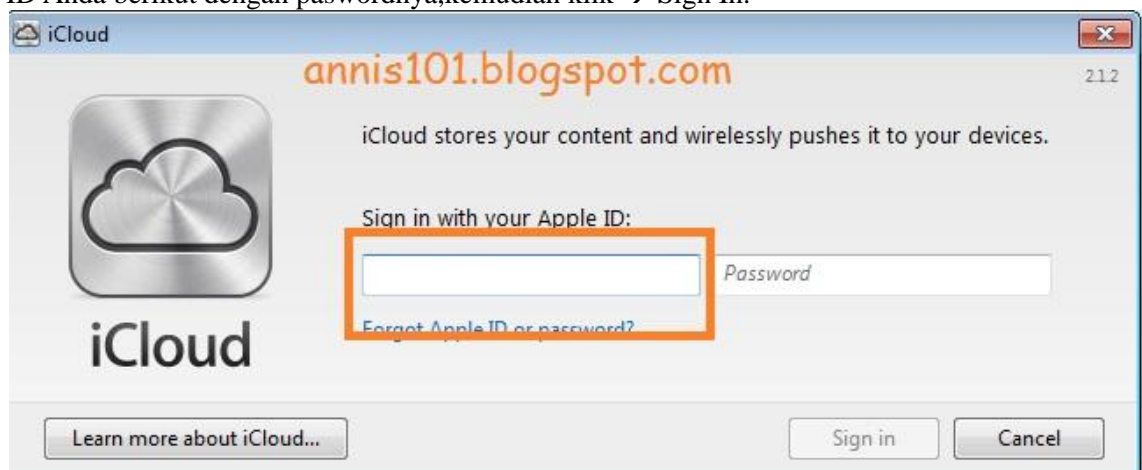 ID Anda berikut dengan paswordnya,kemudian klik → Sign In.
iCloud
annis101.blogspot.com
2.1.2
iCloud stores your content and wirelessly pushes it to your devices.
Sign in with your Apple ID:
Password
Forgot Apple ID or password?
iCloud
Learn more about iCloud...
Sign in
Cancel